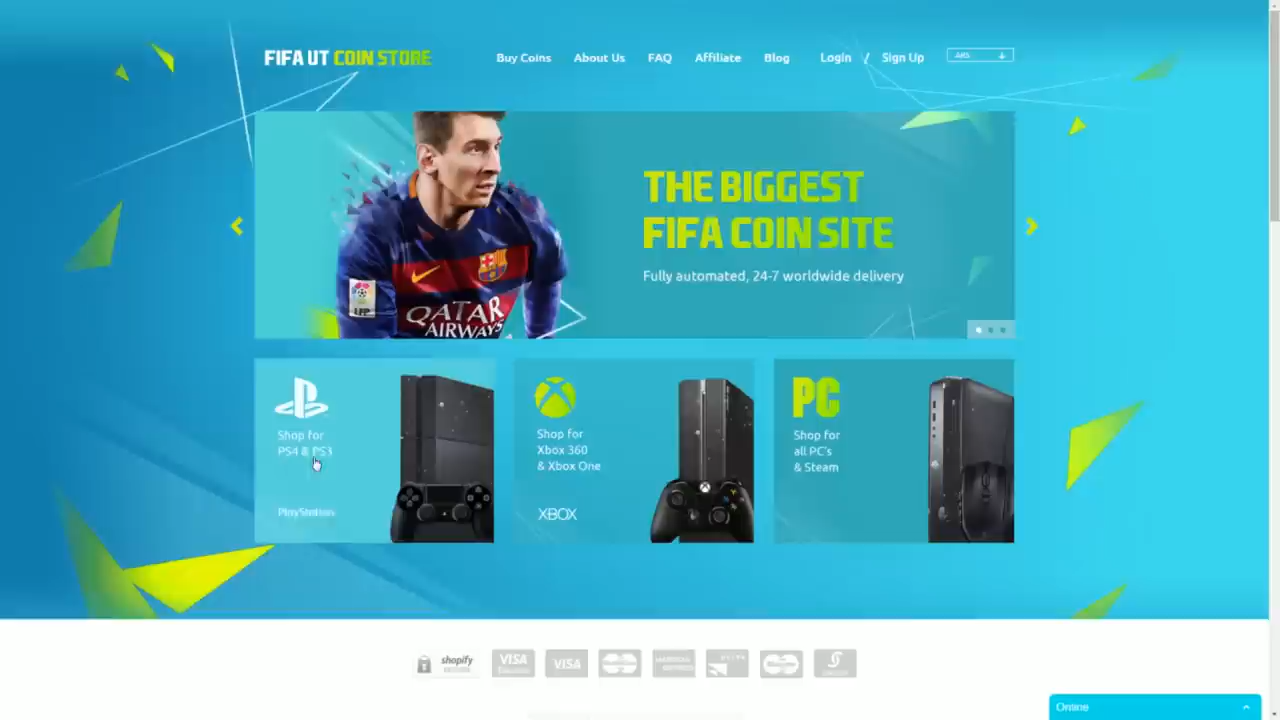 FIFA UT COIN STORE
Buy Coins
About Us
FAQ
Affiliate
Blog
Login / Sign Up
ARS
THE BIGGEST
FIFA COIN SITE
Fully automated, 24-7 worldwide delivery
LFP
QATAR
AIRWAYS
Shop for
PS4 & PS3
PlayStation
Shop for
Xbox 360
& Xbox One
XBOX
PC
Shop for
all PC's
& Steam
shopify
VISA
VISA
Online